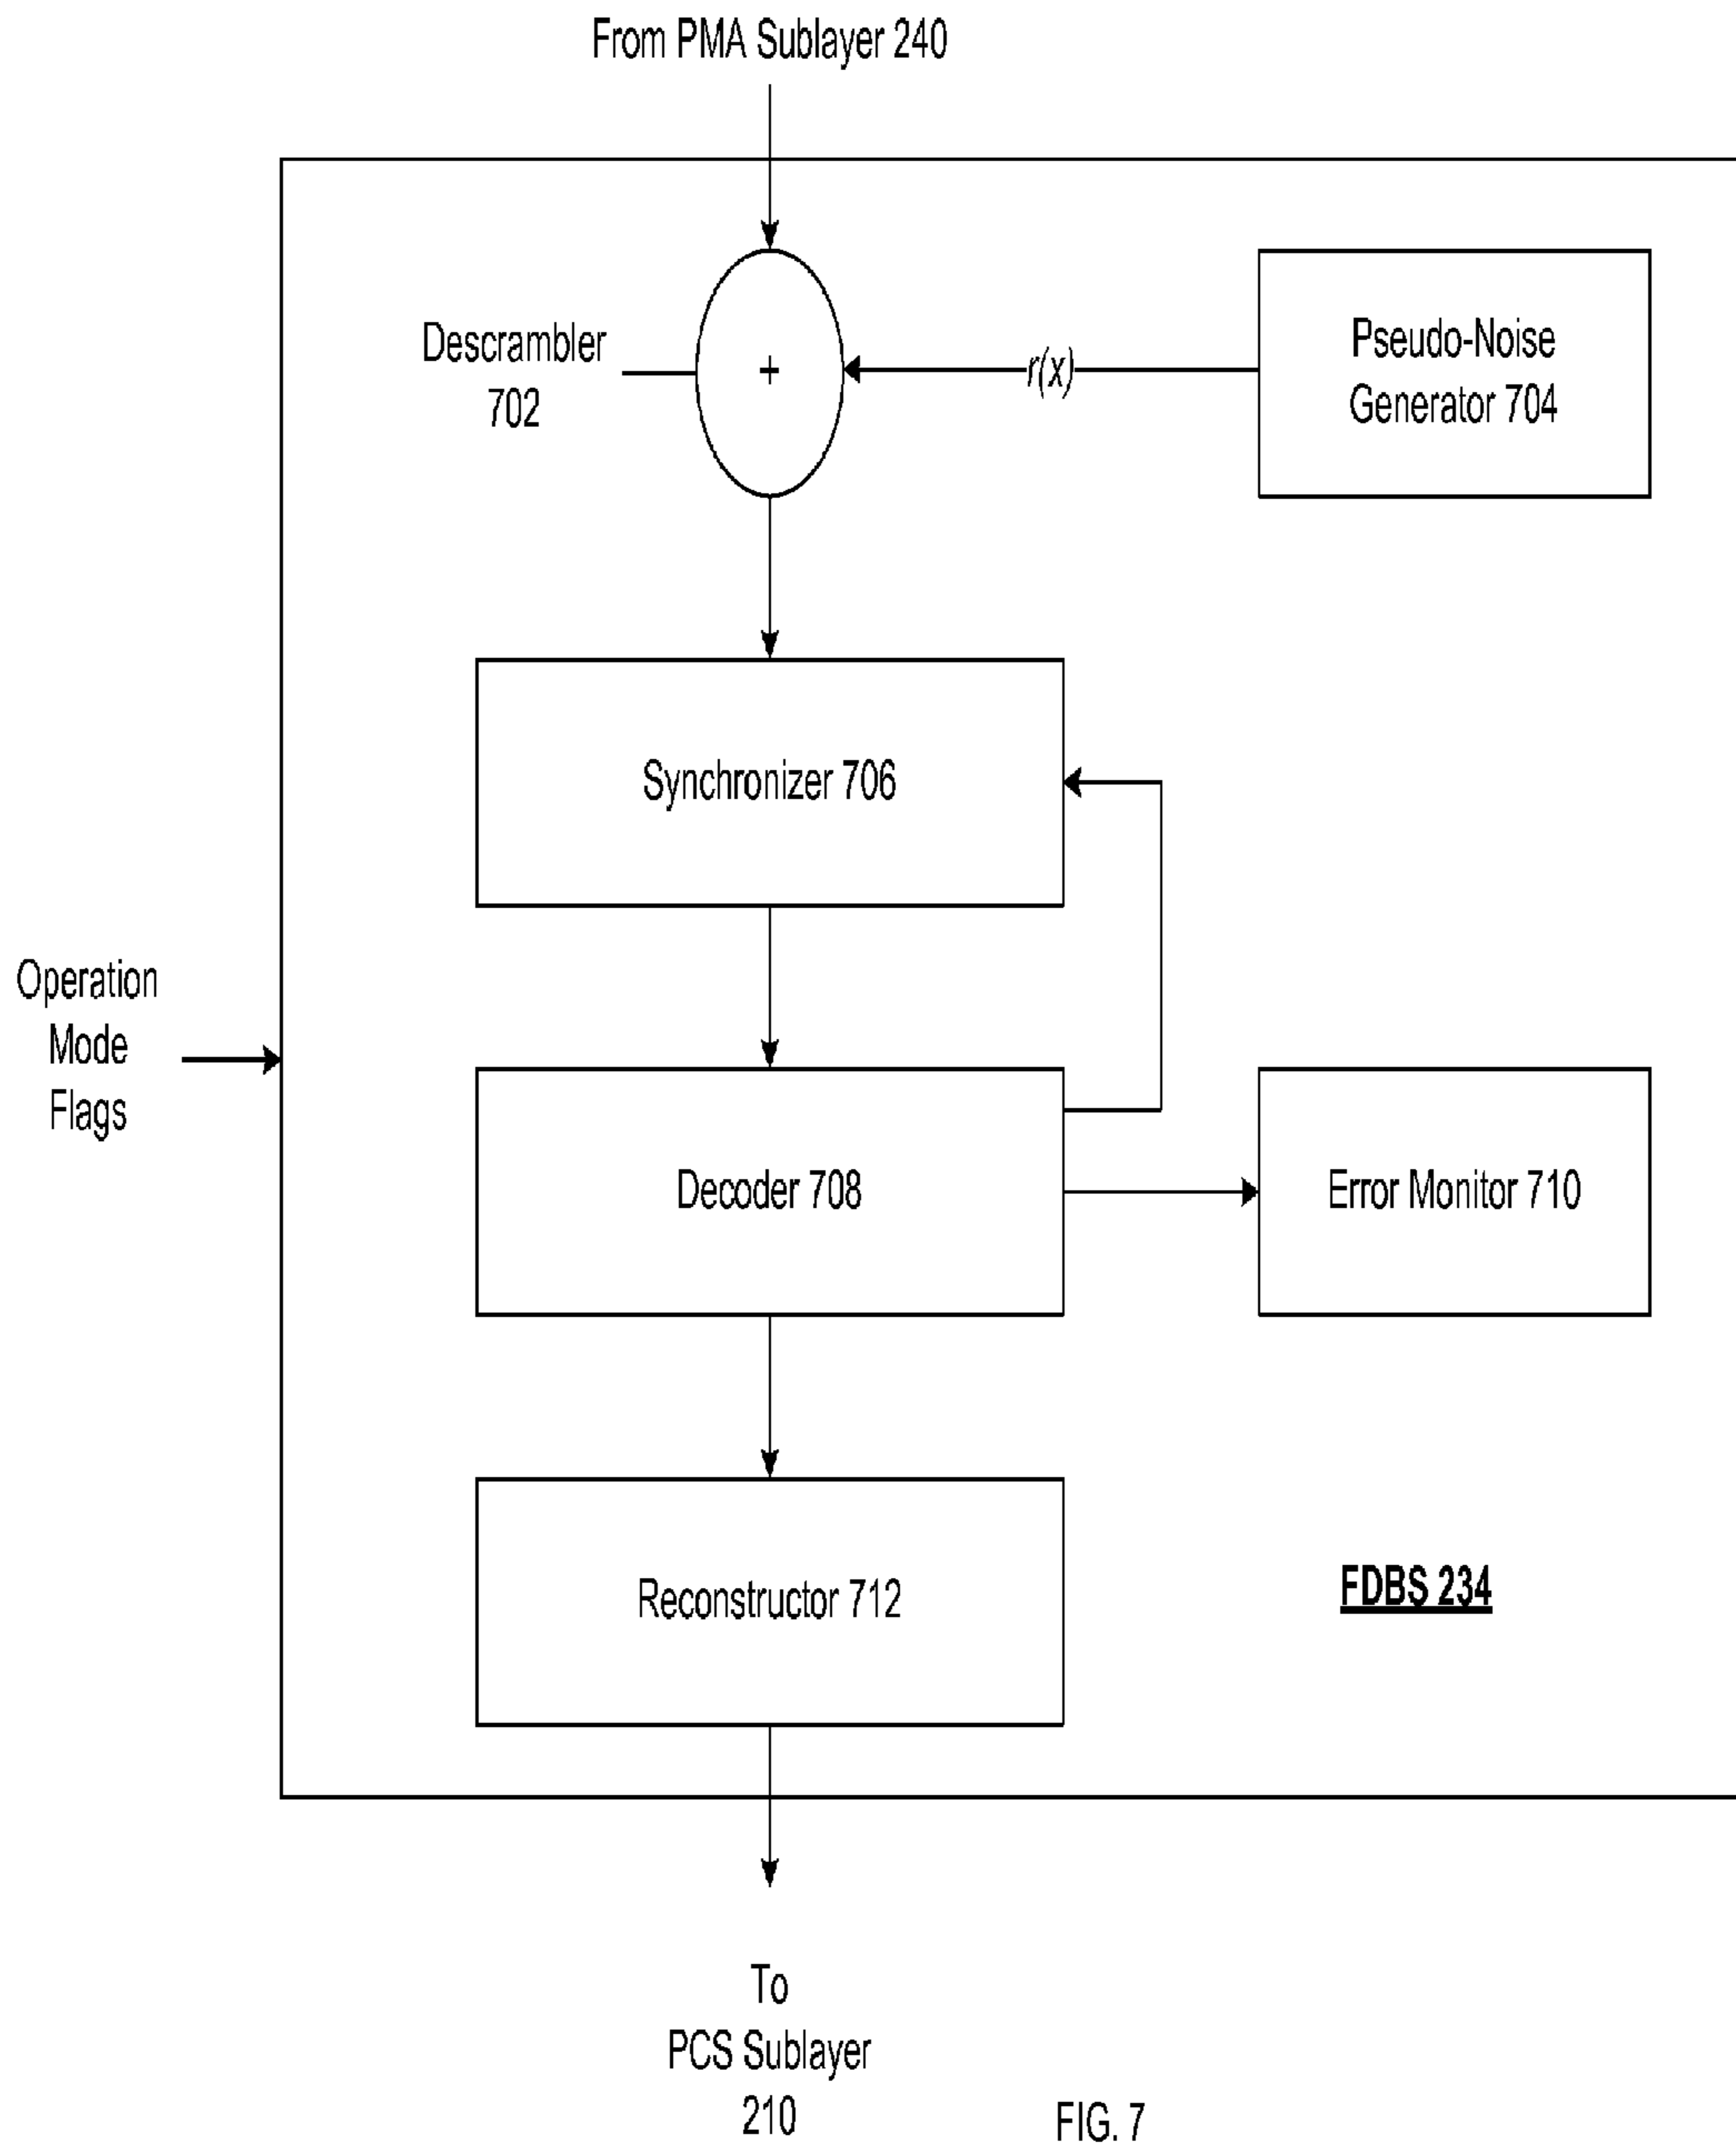 From PMA Sublayer 240
Descrambler
702
+
r(x)
Pseudo-Noise
Generator 704
Synchronizer 706
Operation
Mode
Flags
Decoder 708
Error Monitor 710
Reconstructor 712
FDBS 234
To
PCS Sublayer
210
FIG. 7